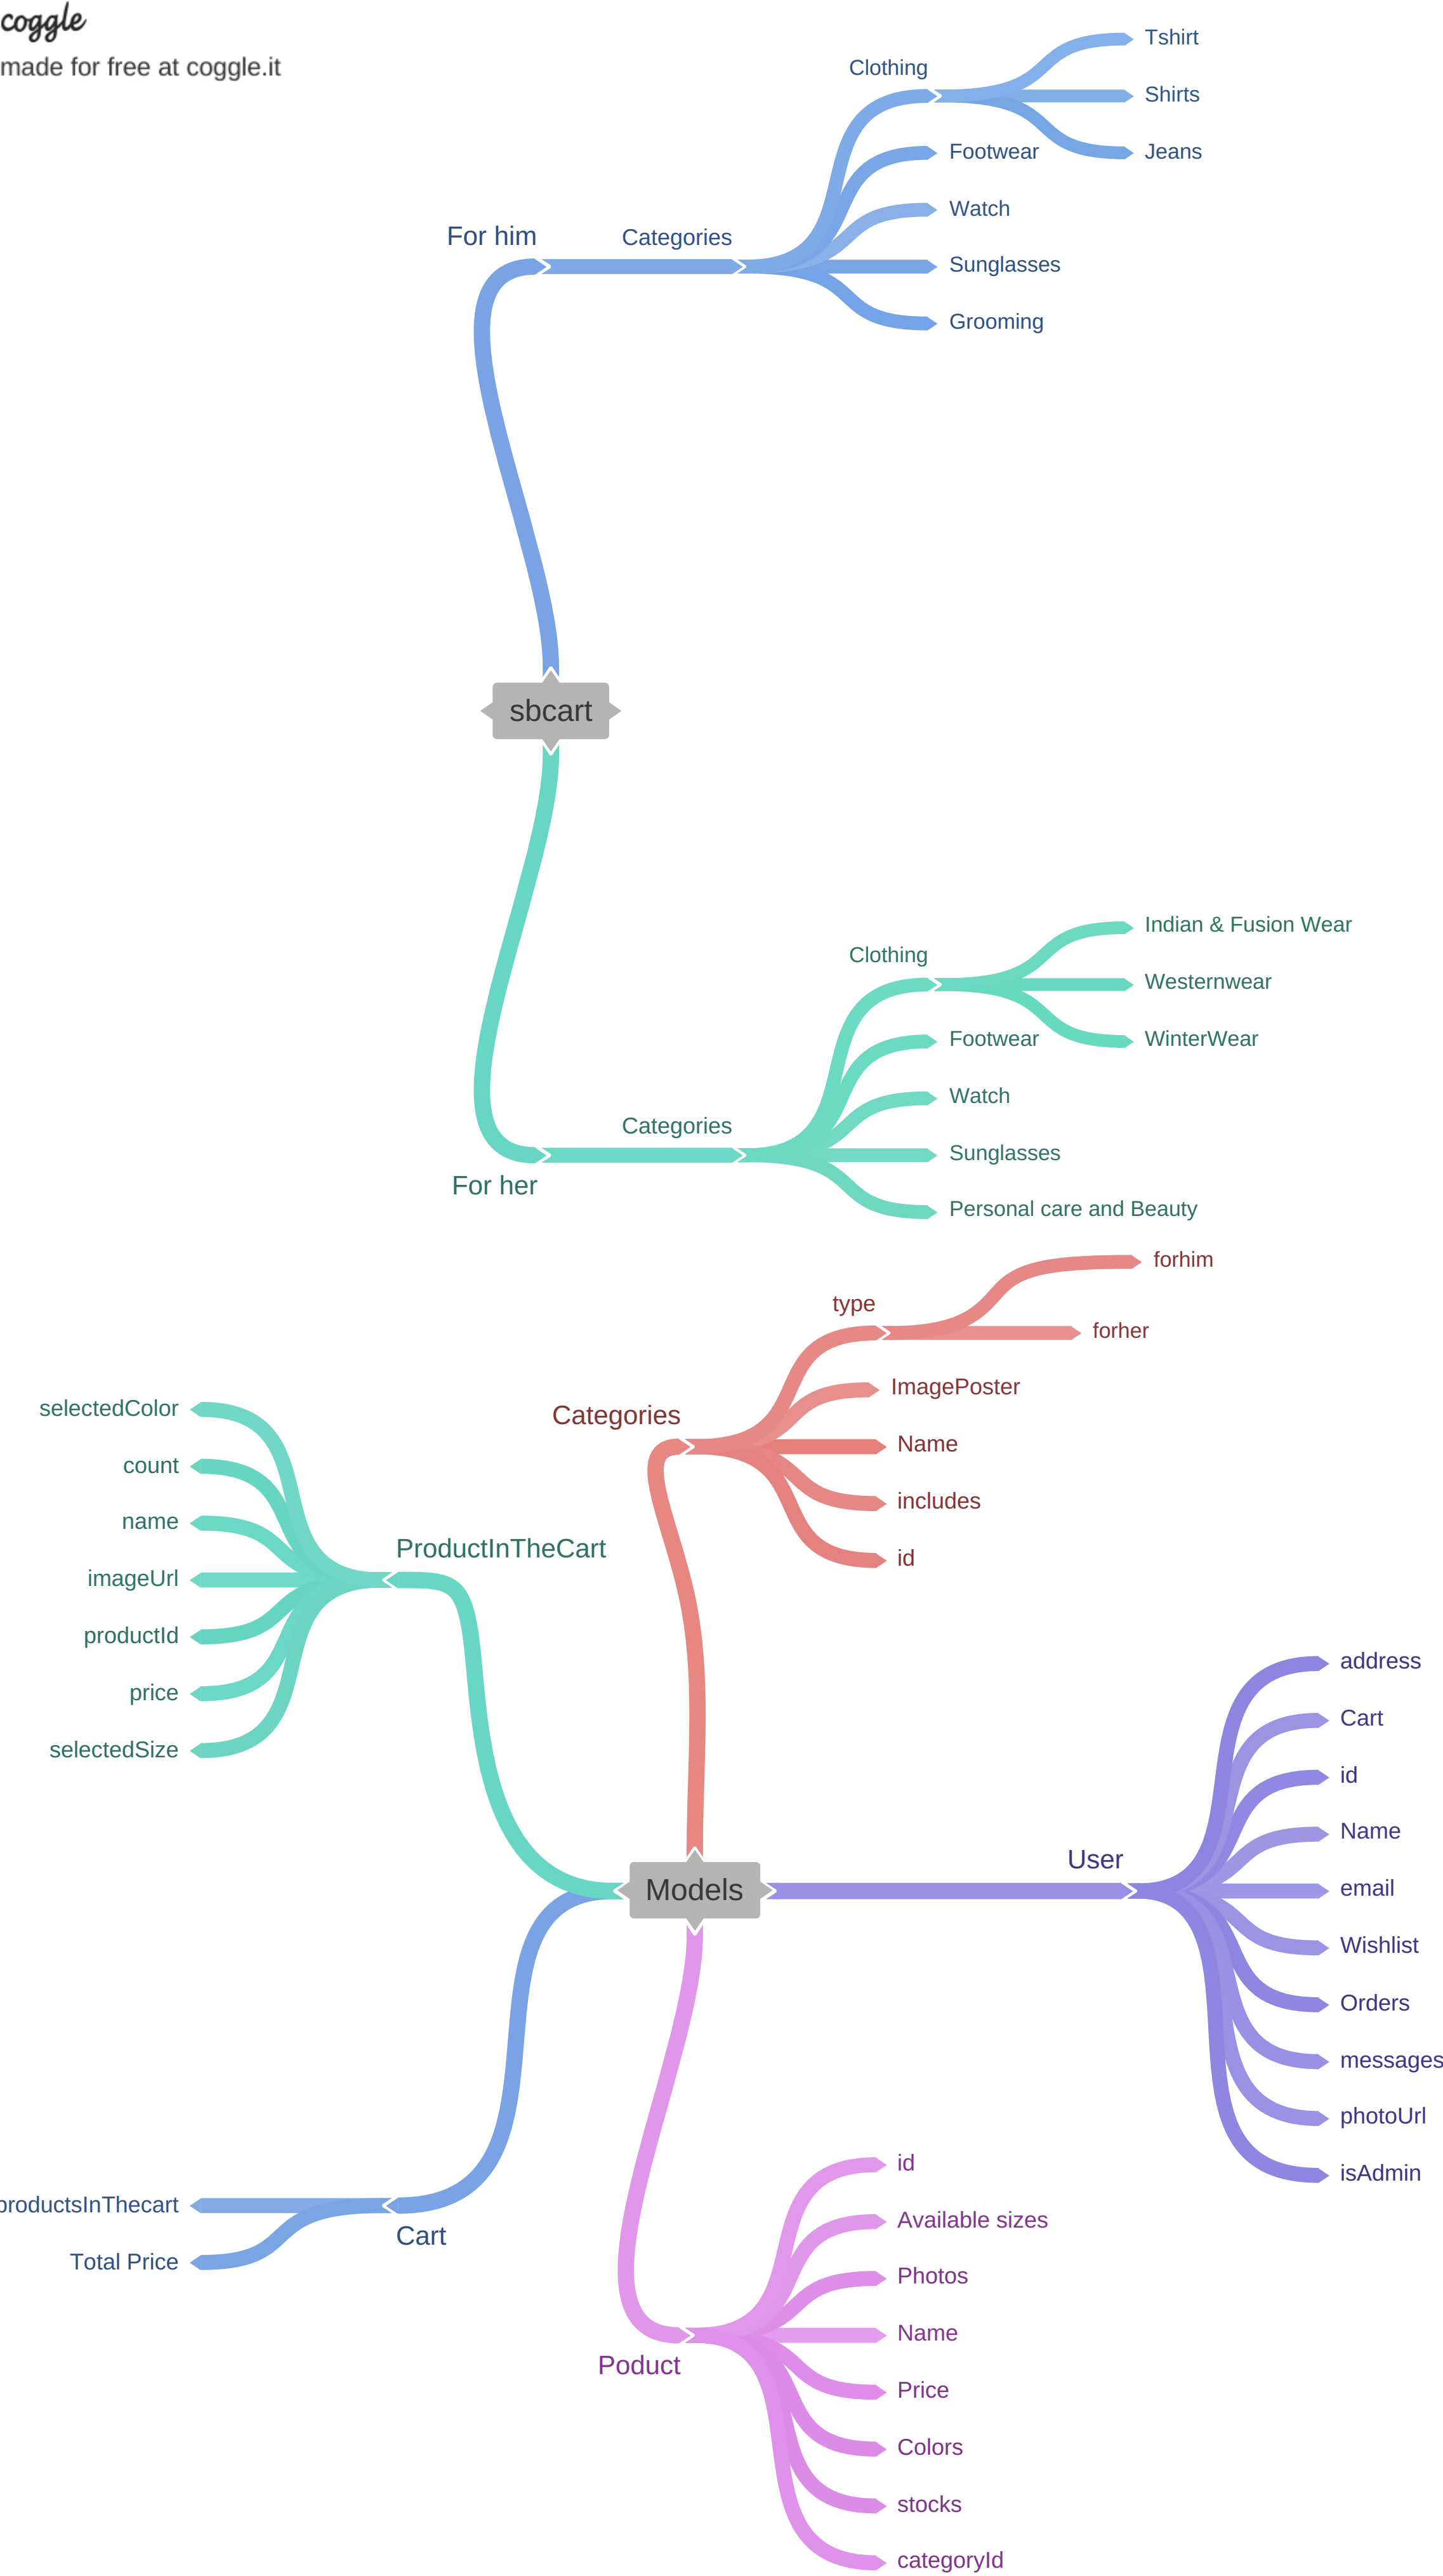 coggle
made for free at coggle.it
Tshirt
Clothing
Shirts
Footwear
Jeans
Watch
For him
Categories
Sunglasses
Grooming
sbcart
Indian & Fusion Wear
Clothing
Westernwear
Footwear
WinterWear
Watch
Categories
Sunglasses
For her
Personal care and Beauty
forhim
type
forher
ImagePoster
Categories
Name
includes
id
selectedColor
count
name
ProductInTheCart
imageUrl
productId
price
selectedSize
address
Cart
id
Name
User
email
Models
Wishlist
Orders
messages
photoUrl
isAdmin
productsInThecart
Cart
Total Price
id
Available sizes
Photos
Name
Poduct
Price
Colors
stocks
categoryId